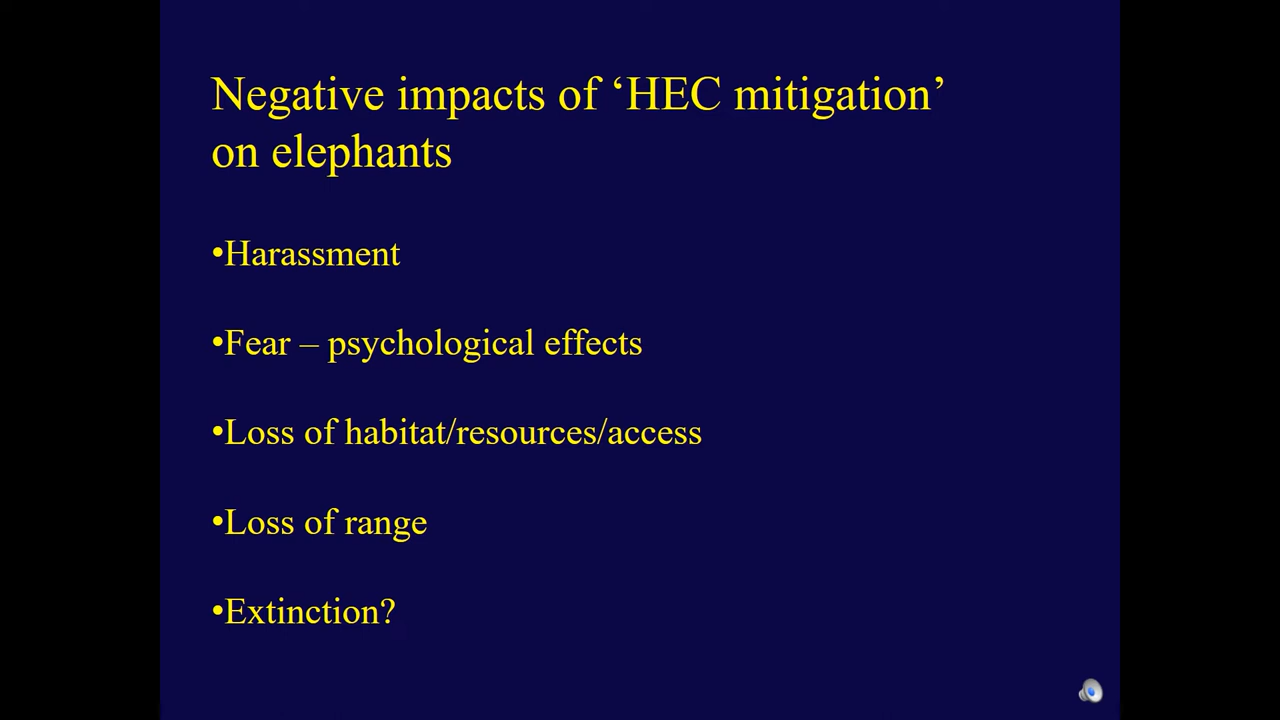 Negative impacts of ‘HEC mitigation’
on elephants
•Harassment
•Fear – psychological effects
•Loss of habitat/resources/access
•Loss of range
•Extinction?